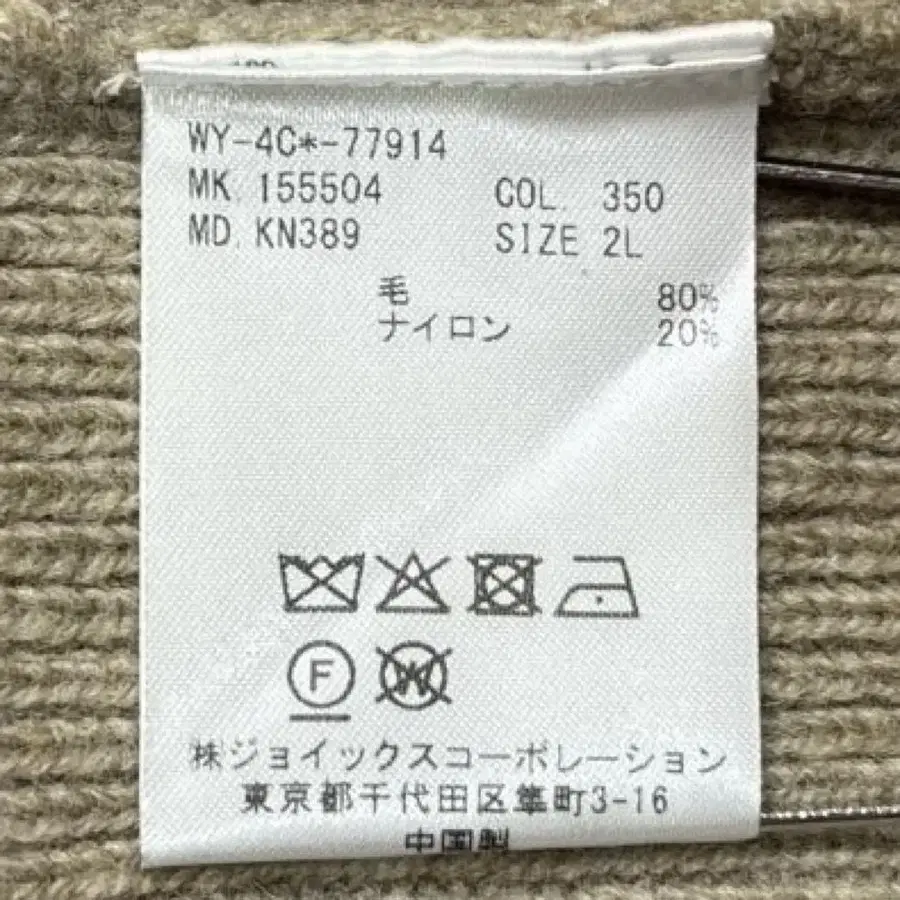 WY-4C*-77914
MK. 155504 COL. 350
MD. KN389 SIZE 2L
毛 80%
ナイロン 20%
F
W
㈱ジョイックスコーポレーション
東京都千代田区隼町3-16
中国製